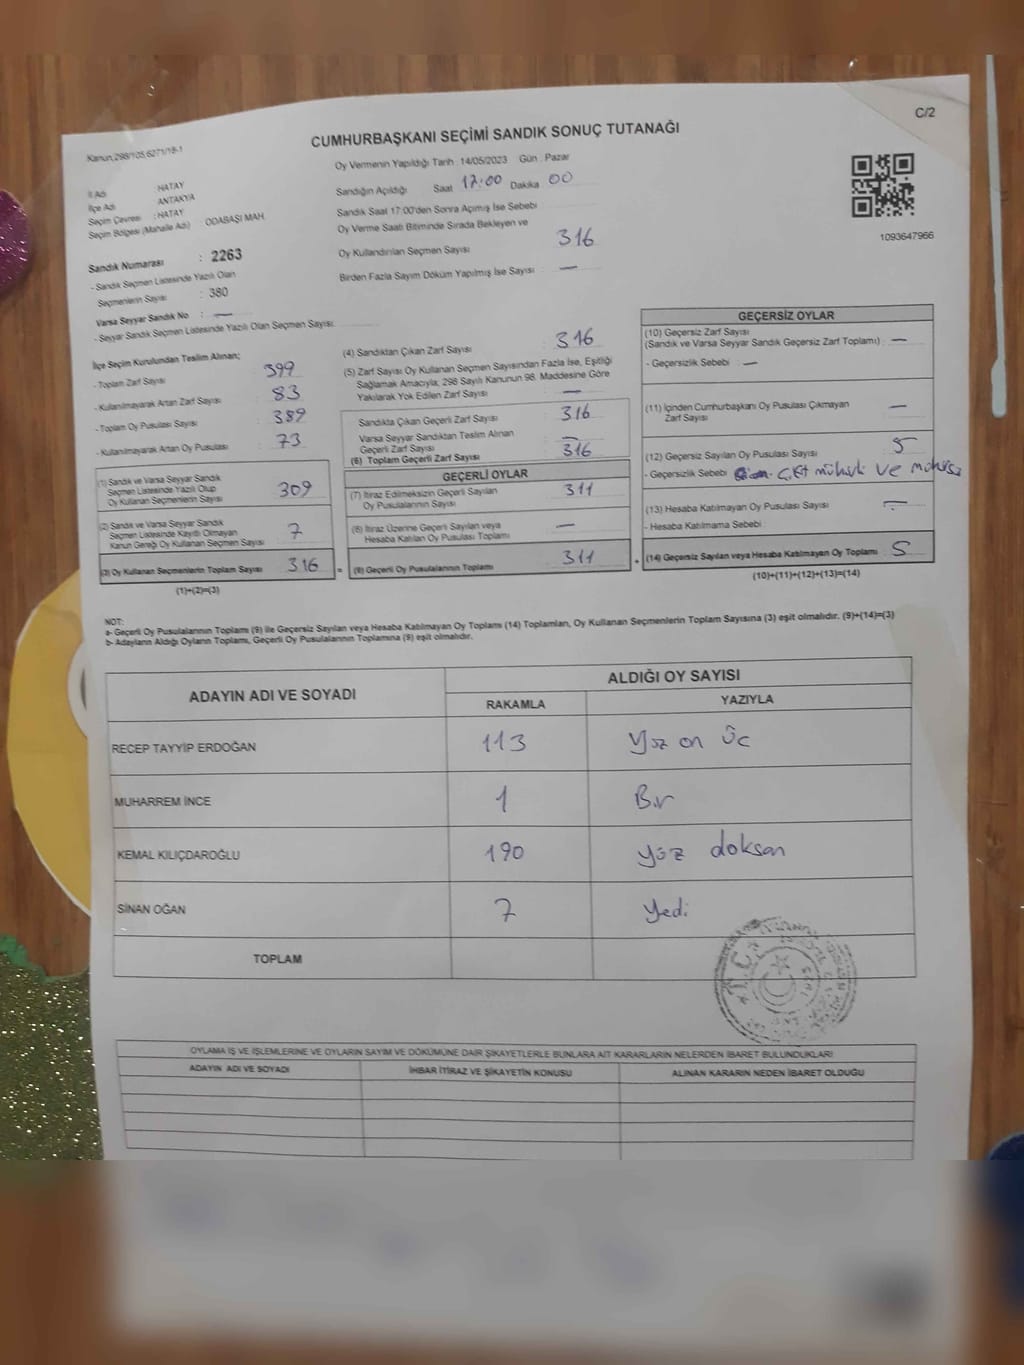 C/2
CUMHURBAŞKANI SEÇİMİ SANDIK SONUÇ TUTANAĞI
Kanun,298/105,6271/18-1
Oy Vermenin Yapıldığı Tarih : 14/05/2023 Gün : Pazar
İl Adı : HATAY
İlçe Adı : ANTAKYA
Seçim Çevresi : HATAY
Seçim Bölgesi (Mahalle Adı) : ODABAŞI MAH.
Sandığın Açıldığı Saat 17:00 Dakika 00
Sandık Saat 17:00'den Sonra Açılmış İse Sebebi
Oy Verme Saati Bitiminde Sırada Bekleyen ve
Oy Kullandırılan Seçmen Sayısı 316
Birden Fazla Sayım Döküm Yapılmış İse Sayısı —
1093647966
Sandık Numarası : 2263
- Sandık Seçmen Listesinde Yazılı Olan
Seçmenlerin Sayısı : 380
Varsa Seyyar Sandık No : —
- Seyyar Sandık Seçmen Listesinde Yazılı Olan Seçmen Sayısı
İlçe Seçim Kurulundan Teslim Alınan;
- Toplam Zarf Sayısı : 399
- Kullanılmayarak Artan Zarf Sayısı : 83
- Toplam Oy Pusulası Sayısı : 389
- Kullanılmayarak Artan Oy Pusulası : 73
(1) Sandık ve Varsa Seyyar Sandık
Seçmen Listesinde Yazılı Olup
Oy Kullanan Seçmenlerin Sayısı 309
(2) Sandık ve Varsa Seyyar Sandık
Seçmen Listesinde Kayıtlı Olmayan
Kanun Gereği Oy Kullanan Seçmen Sayısı 7
(3) Oy Kullanan Seçmenlerin Toplam Sayısı 316 =
(1)+(2)=(3)
(4) Sandıktan Çıkan Zarf Sayısı : 316
(5) Zarf Sayısı Oy Kullanan Seçmen Sayısından Fazla İse, Eşitliği
Sağlamak Amacıyla, 298 Sayılı Kanunun 98. Maddesine Göre
Yakılarak Yok Edilen Zarf Sayısı —
Sandıkta Çıkan Geçerli Zarf Sayısı : 316
Varsa Seyyar Sandıktan Teslim Alınan
Geçerli Zarf Sayısı : —
(6) Toplam Geçerli Zarf Sayısı : 316
GEÇERLİ OYLAR
(7) İtiraz Edilmeksizin Geçerli Sayılan
Oy Pusulalarının Sayısı 311
(8) İtiraz Üzerine Geçerli Sayılan veya
Hesaba Katılan Oy Pusulası Toplamı —
(9) Geçerli Oy Pusulalarının Toplamı 311 +
GEÇERSİZ OYLAR
(10) Geçersiz Zarf Sayısı
(Sandık ve Varsa Seyyar Sandık Geçersiz Zarf Toplamı) : —
- Geçersizlik Sebebi : —
(11) İçinden Cumhurbaşkanı Oy Pusulası Çıkmayan
Zarf Sayısı —
(12) Geçersiz Sayılan Oy Pusulası Sayısı : 5
- Geçersizlik Sebebi çift mühürlü ve
(13) Hesaba Katılmayan Oy Pusulası Sayısı : —
- Hesaba Katılmama Sebebi
(14) Geçersiz Sayılan veya Hesaba Katılmayan Oy Toplamı : 5
(10)+(11)+(12)+(13)=(14)
NOT:
a- Geçerli Oy Pusulalarının Toplamı (9) ile Geçersiz Sayılan veya Hesaba Katılmayan Oy Toplamı (14) Toplamları, Oy Kullanan Seçmenlerin Toplam Sayısına (3) eşit olmalıdır. (9)+(14)=(3)
b- Adayların Aldığı Oyların Toplamı, Geçerli Oy Pusulalarının Toplamına (9) eşit olmalıdır.
ADAYIN ADI VE SOYADI
ALDIĞI OY SAYISI
RAKAMLA YAZIYLA
RECEP TAYYİP ERDOĞAN 113 Yüz on üç
MUHARREM İNCE 1 Bir
KEMAL KILIÇDAROĞLU 190 yüz doksan
SİNAN OĞAN 7 Yedi
TOPLAM
T.C.
OYLAMA İŞ VE İŞLEMLERİNE VE OYLARIN SAYIM VE DÖKÜMÜNE DAİR ŞİKAYETLERLE BUNLARA AİT KARARLARIN NELERDEN İBARET BULUNDUKLARI
ADAYIN ADI VE SOYADI İHBAR İTİRAZ VE ŞİKAYETİN KONUSU ALINAN KARARIN NEDEN İBARET OLDUĞU